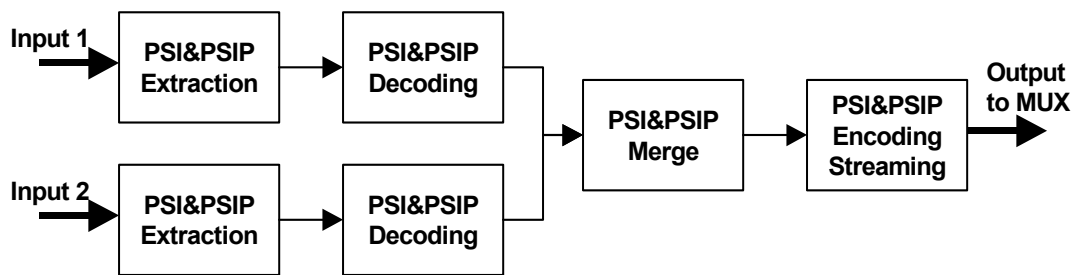 Input 1
PSI&PSIP
Extraction
PSI&PSIP
Decoding
PSI&PSIP
Merge
PSI&PSIP
Encoding
Streaming
Output
to MUX
Input 2
PSI&PSIP
Extraction
PSI&PSIP
Decoding